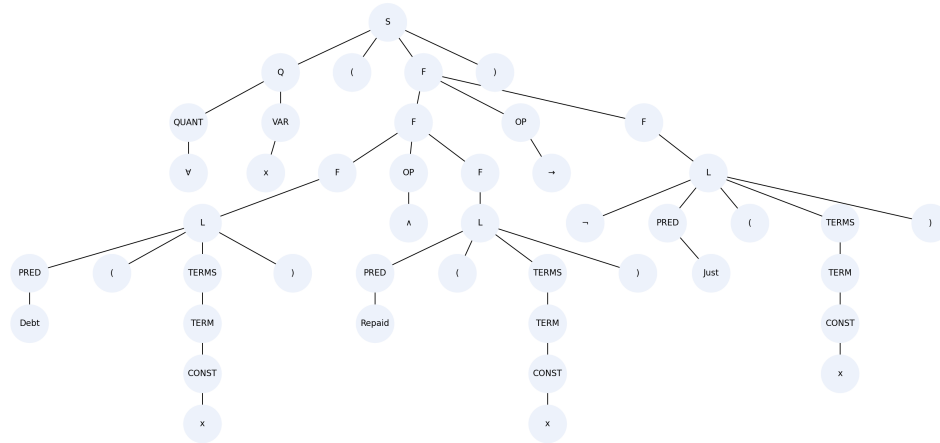 S
Q ( F )
QUANT VAR F OP F
∀ x F OP F → L
L ∧ L ¬ PRED ( TERMS )
PRED ( TERMS ) PRED ( TERMS ) Just TERM
Debt TERM Repaid TERM CONST
CONST CONST x
x x